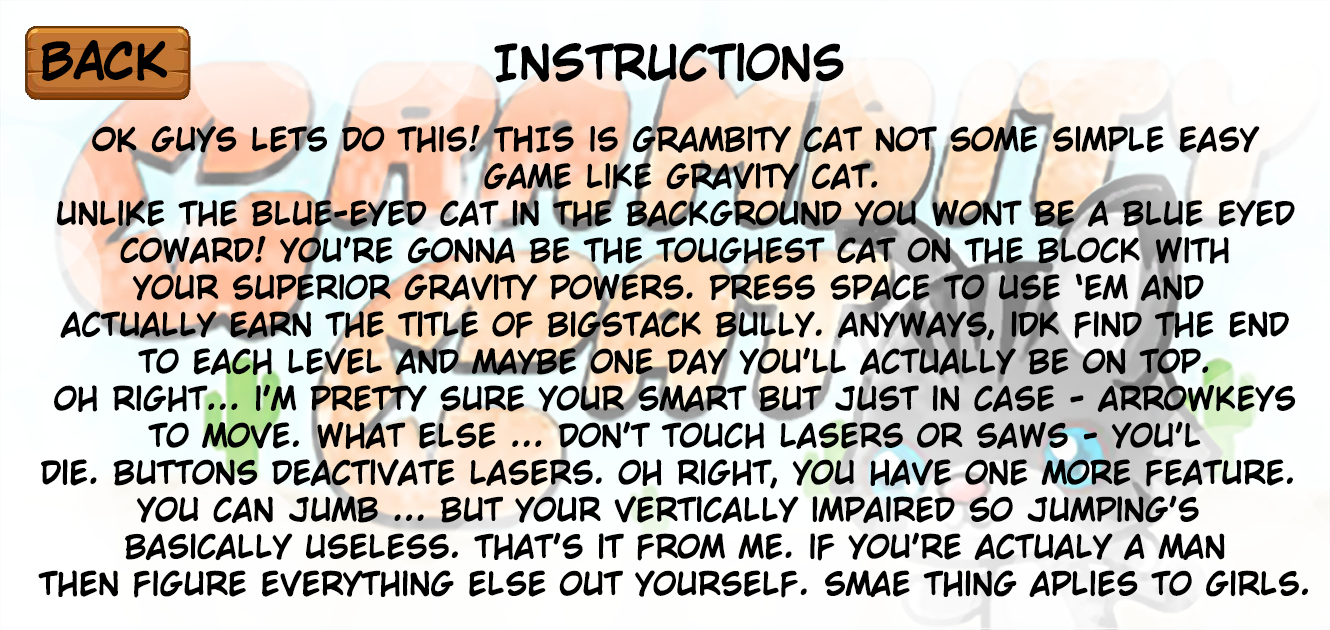 BACK
INSTRUCTIONS
GRAMBITY
CAT
OK GUYS LETS DO THIS! THIS IS GRAMBITY CAT NOT SOME SIMPLE EASY
GAME LIKE GRAVITY CAT.
UNLIKE THE BLUE-EYED CAT IN THE BACKGROUND YOU WONT BE A BLUE EYED
COWARD! YOU'RE GONNA BE THE TOUGHEST CAT ON THE BLOCK WITH
YOUR SUPERIOR GRAVITY POWERS. PRESS SPACE TO USE 'EM AND
ACTUALLY EARN THE TITLE OF BIGSTACK BULLY. ANYWAYS, IDK FIND THE END
TO EACH LEVEL AND MAYBE ONE DAY YOU'LL ACTUALLY BE ON TOP.
OH RIGHT... I'M PRETTY SURE YOUR SMART BUT JUST IN CASE - ARROWKEYS
TO MOVE. WHAT ELSE ... DON'T TOUCH LASERS OR SAWS - YOU'L
DIE. BUTTONS DEACTIVATE LASERS. OH RIGHT, YOU HAVE ONE MORE FEATURE.
YOU CAN JUMB ... BUT YOUR VERTICALLY IMPAIRED SO JUMPING'S
BASICALLY USELESS. THAT'S IT FROM ME. IF YOU'RE ACTUALY A MAN
THEN FIGURE EVERYTHING ELSE OUT YOURSELF. SMAE THING APLIES TO GIRLS.